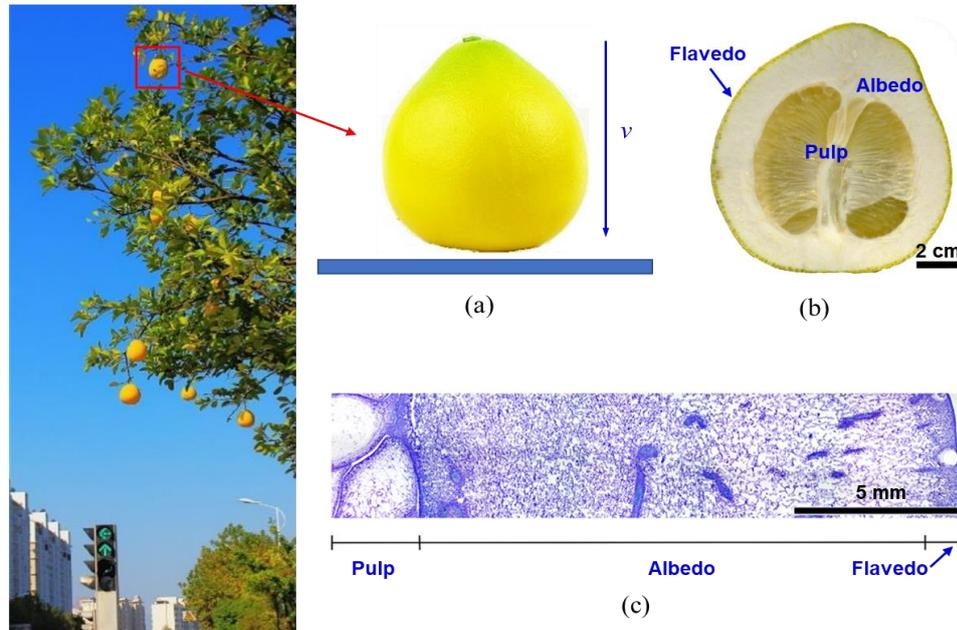 Flavedo
Albedo
v
Pulp
2 cm
(a)
(b)
5 mm
Pulp
Albedo
Flavedo
(c)